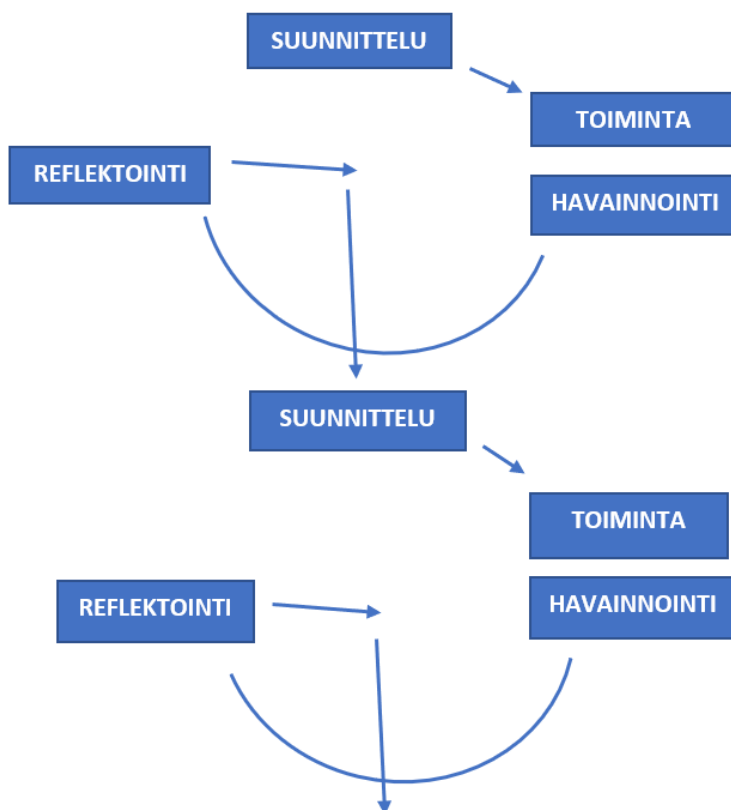 SUUNNITTELU
TOIMINTA
REFLEKTOINTI
HAVAINNOINTI
SUUNNITTELU
TOIMINTA
REFLEKTOINTI
HAVAINNOINTI